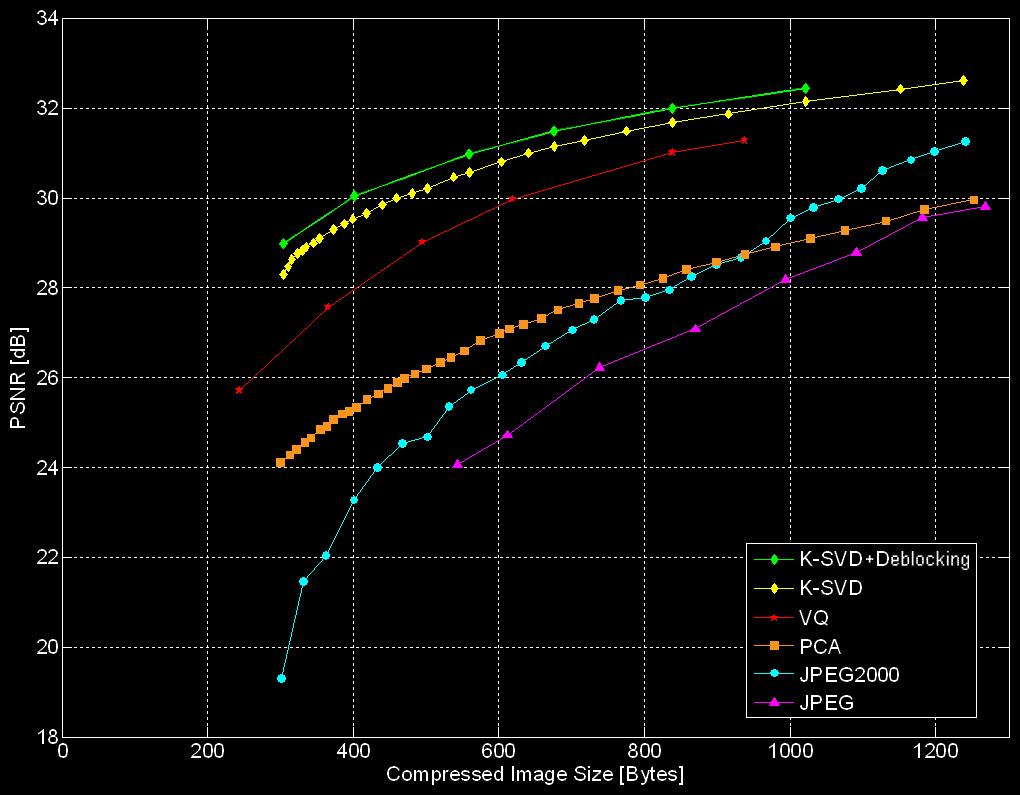 34
32
30
28
26
24
22
20
18
PSNR [dB]
0 200 400 600 800 1000 1200
Compressed Image Size [Bytes]
K-SVD+Deblocking
K-SVD
VQ
PCA
JPEG2000
JPEG